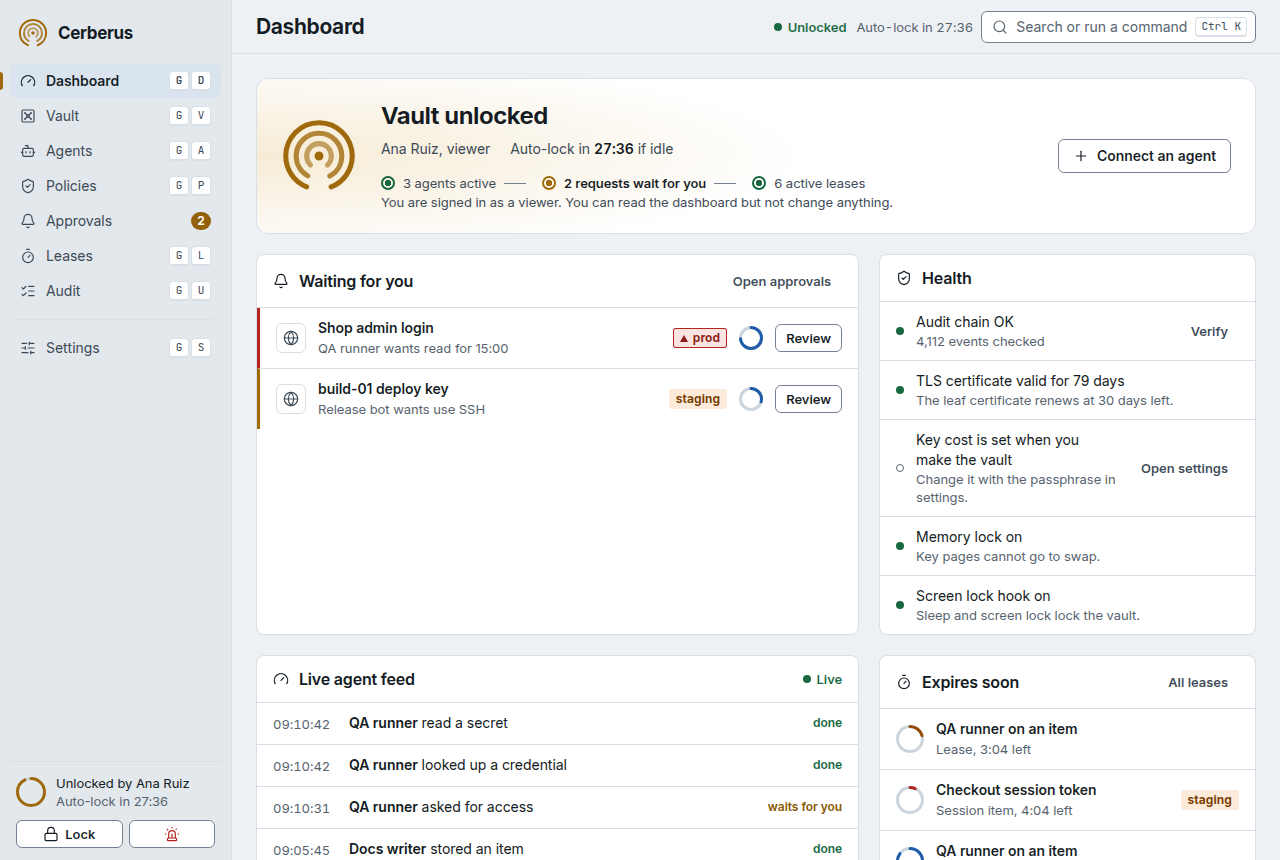 Cerberus
Dashboard G D
Vault G V
Agents G A
Policies G P
Approvals 2
Leases G L
Audit G U
Settings G S
Unlocked by Ana Ruiz
Auto-lock in 27:36
Lock
Dashboard
Unlocked Auto-lock in 27:36
Search or run a command Ctrl K
Vault unlocked
Ana Ruiz, viewer Auto-lock in 27:36 if idle
3 agents active 2 requests wait for you 6 active leases
You are signed in as a viewer. You can read the dashboard but not change anything.
Connect an agent
Waiting for you Open approvals
Shop admin login
QA runner wants read for 15:00
prod Review
build-01 deploy key
Release bot wants use SSH
staging Review
Health
Audit chain OK
4,112 events checked
Verify
TLS certificate valid for 79 days
The leaf certificate renews at 30 days left.
Key cost is set when you
make the vault
Change it with the passphrase in
settings.
Open settings
Memory lock on
Key pages cannot go to swap.
Screen lock hook on
Sleep and screen lock lock the vault.
Live agent feed Live
09:10:42 QA runner read a secret done
09:10:42 QA runner looked up a credential done
09:10:31 QA runner asked for access waits for you
09:05:45 Docs writer stored an item done
Expires soon All leases
QA runner on an item
Lease, 3:04 left
Checkout session token
Session item, 4:04 left
staging
QA runner on an item